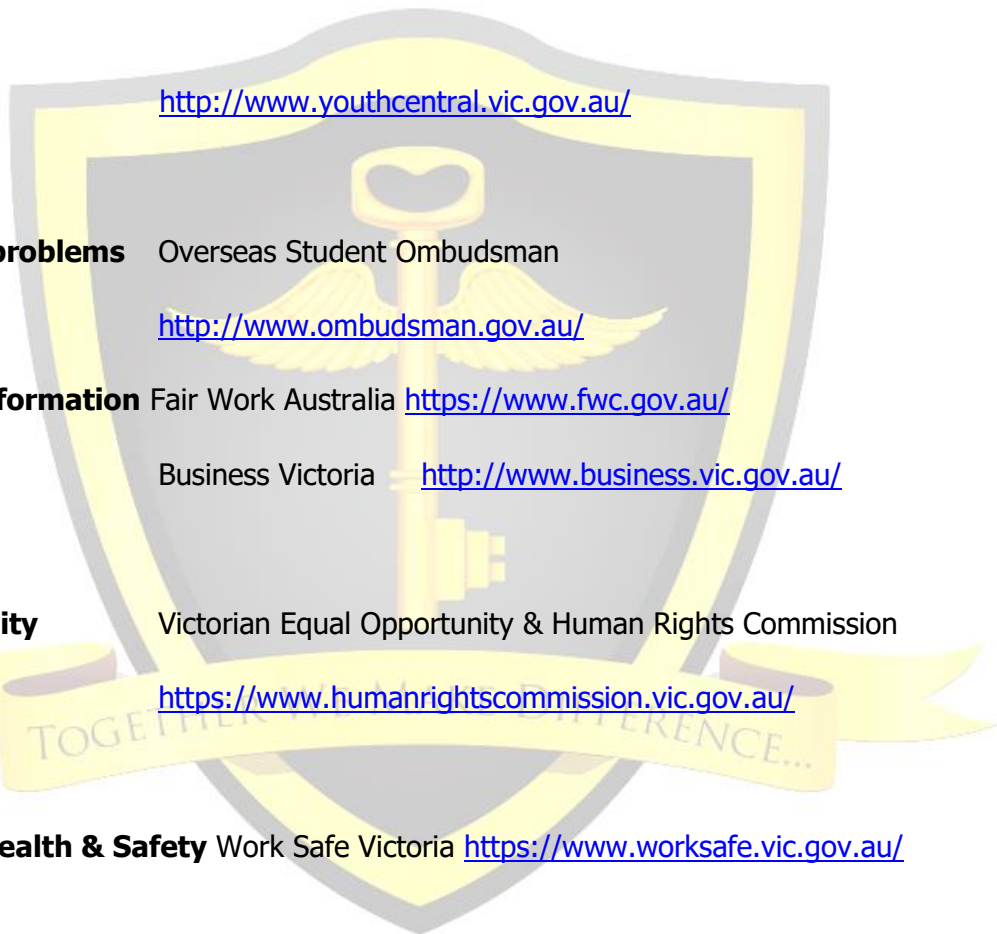 http://www.youthcentral.vic.gov.au/
problems Overseas Student Ombudsman
http://www.ombudsman.gov.au/
formation Fair Work Australia https://www.fwc.gov.au/
Business Victoria http://www.business.vic.gov.au/
ity Victorian Equal Opportunity & Human Rights Commission
https://www.humanrightscommission.vic.gov.au/
TOGETHER WE MAKE DIFFERENCE...
ealth & Safety Work Safe Victoria https://www.worksafe.vic.gov.au/